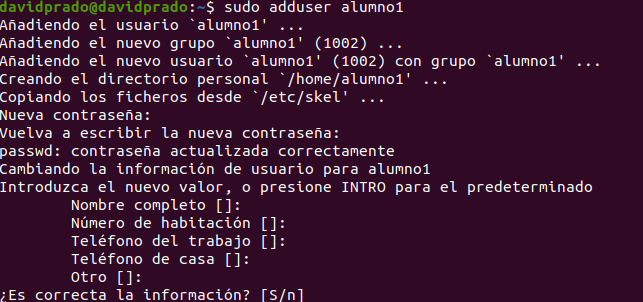 davidprado@davidprado:~$ sudo adduser alumno1
Añadiendo el usuario `alumno1' ...
Añadiendo el nuevo grupo `alumno1' (1002) ...
Añadiendo el nuevo usuario `alumno1' (1002) con grupo `alumno1' ...
Creando el directorio personal `/home/alumno1' ...
Copiando los ficheros desde `/etc/skel' ...
Nueva contraseña:
Vuelva a escribir la nueva contraseña:
passwd: contraseña actualizada correctamente
Cambiando la información de usuario para alumno1
Introduzca el nuevo valor, o presione INTRO para el predeterminado
Nombre completo []:
Número de habitación []:
Teléfono del trabajo []:
Teléfono de casa []:
Otro []:
¿Es correcta la información? [S/n]